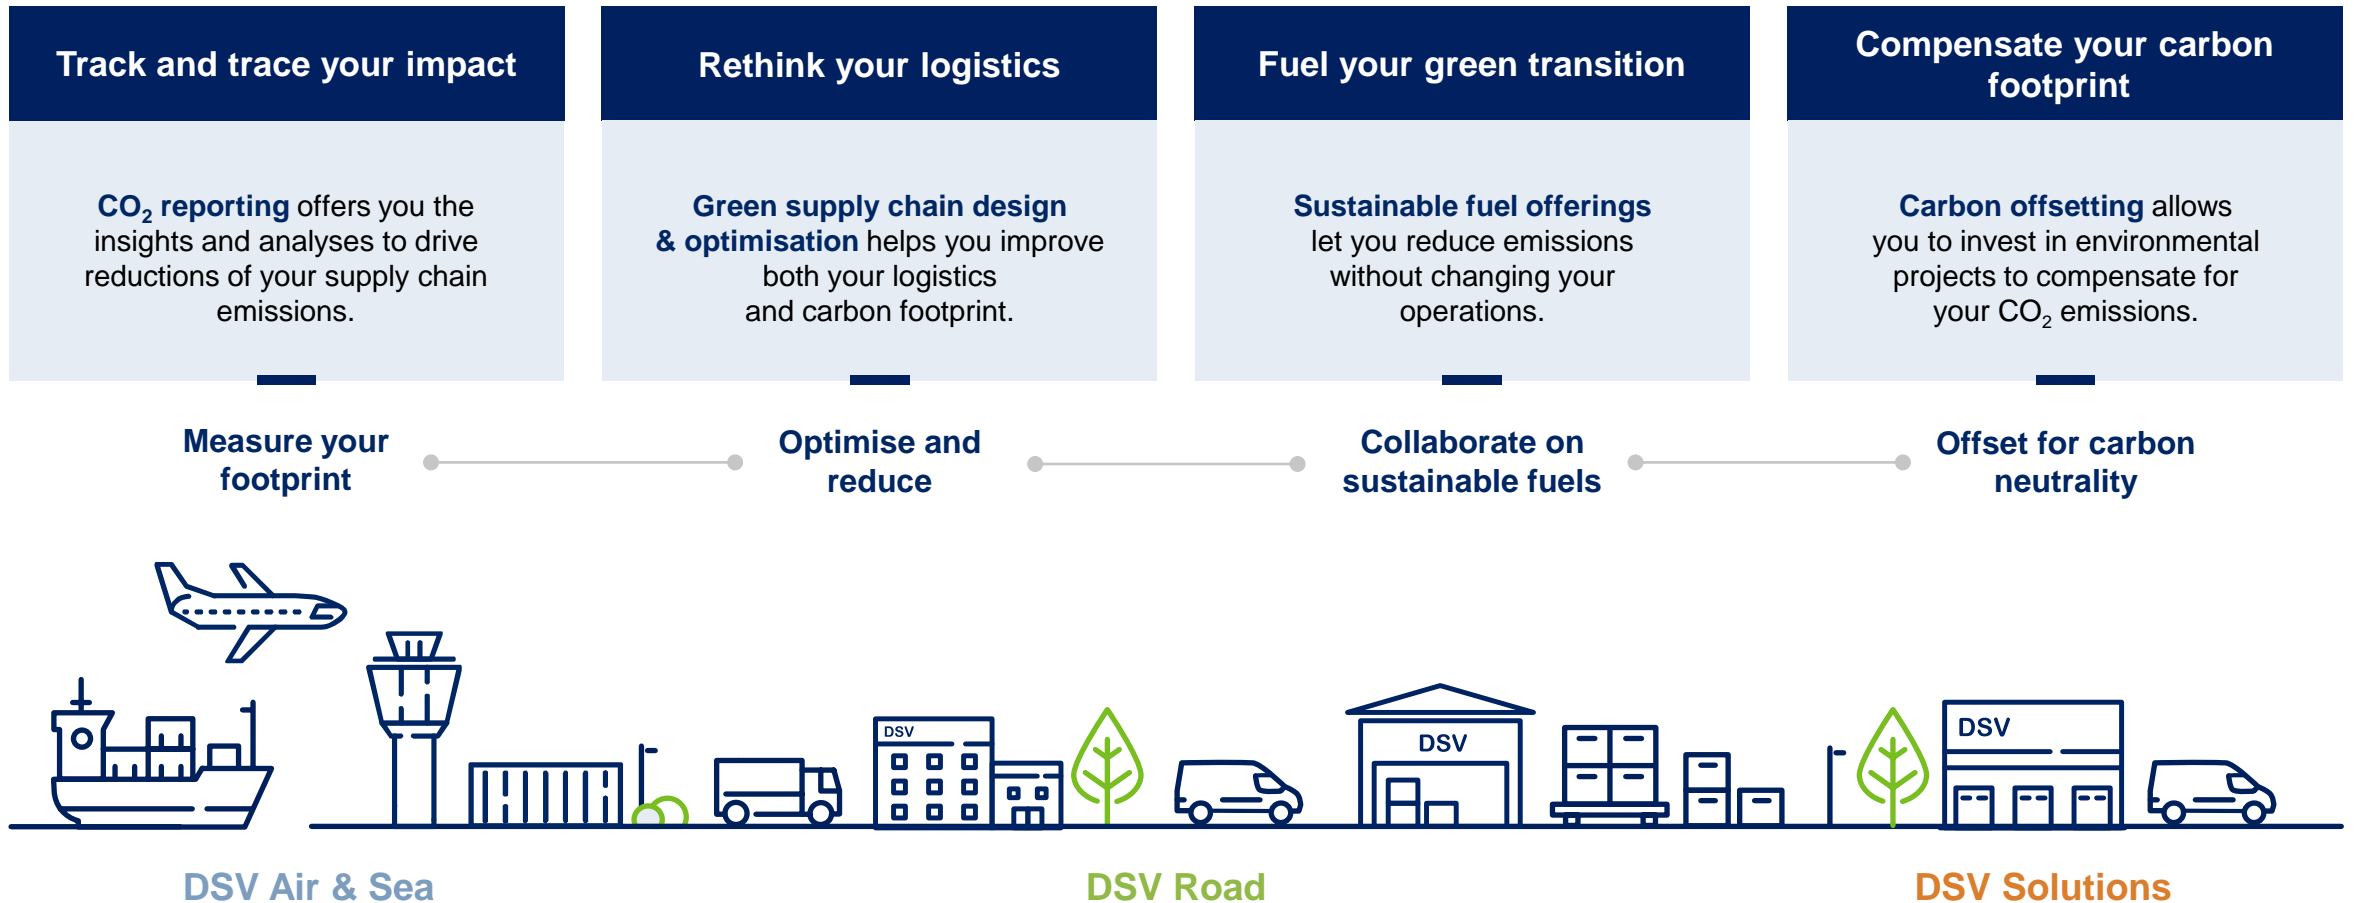 Track and trace your impact
CO₂ reporting offers you the
insights and analyses to drive
reductions of your supply chain
emissions.
Rethink your logistics
Green supply chain design
& optimisation helps you improve
both your logistics
and carbon footprint.
Fuel your green transition
Sustainable fuel offerings
let you reduce emissions
without changing your
operations.
Compensate your carbon
footprint
Carbon offsetting allows
you to invest in environmental
projects to compensate for
your CO₂ emissions.
Measure your
footprint
Optimise and
reduce
Collaborate on
sustainable fuels
Offset for carbon
neutrality
DSV
DSV
DSV
DSV Air & Sea
DSV Road
DSV Solutions